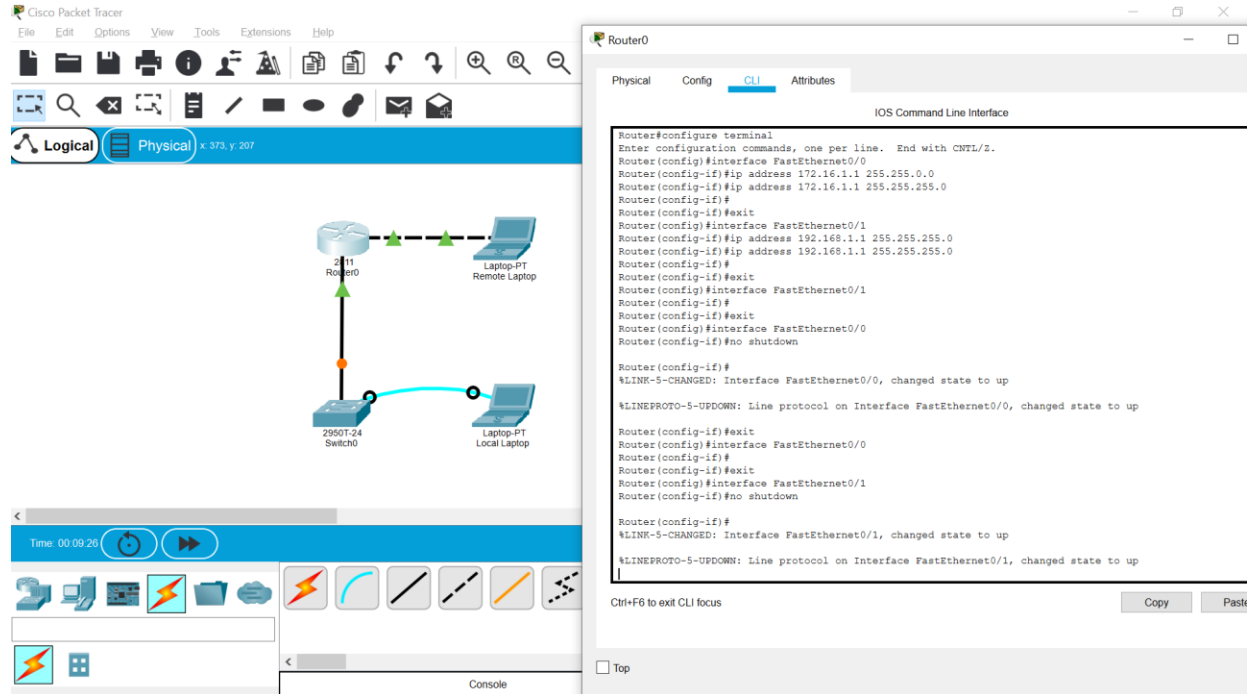 Cisco Packet Tracer
File Edit Options View Tools Extensions Help
Logical
Physical
x: 373, y: 207
2811
Router0
Laptop-PT
Remote Laptop
2950T-24
Switch0
Laptop-PT
Local Laptop
Time: 00:09:26
Console
Router0
Physical Config CLI Attributes
IOS Command Line Interface
Router#configure terminal
Enter configuration commands, one per line.  End with CNTL/Z.
Router(config)#interface FastEthernet0/0
Router(config-if)#ip address 172.16.1.1 255.255.0.0
Router(config-if)#ip address 172.16.1.1 255.255.255.0
Router(config-if)#
Router(config-if)#exit
Router(config)#interface FastEthernet0/1
Router(config-if)#ip address 192.168.1.1 255.255.255.0
Router(config-if)#ip address 192.168.1.1 255.255.255.0
Router(config-if)#
Router(config-if)#exit
Router(config)#interface FastEthernet0/1
Router(config-if)#
Router(config-if)#exit
Router(config)#interface FastEthernet0/0
Router(config-if)#no shutdown
Router(config-if)#
%LINK-5-CHANGED: Interface FastEthernet0/0, changed state to up
%LINEPROTO-5-UPDOWN: Line protocol on Interface FastEthernet0/0, changed state to up
Router(config-if)#exit
Router(config)#interface FastEthernet0/0
Router(config-if)#
Router(config-if)#exit
Router(config)#interface FastEthernet0/1
Router(config-if)#no shutdown
Router(config-if)#
%LINK-5-CHANGED: Interface FastEthernet0/1, changed state to up
%LINEPROTO-5-UPDOWN: Line protocol on Interface FastEthernet0/1, changed state to up
Ctrl+F6 to exit CLI focus
Copy
Paste
Top